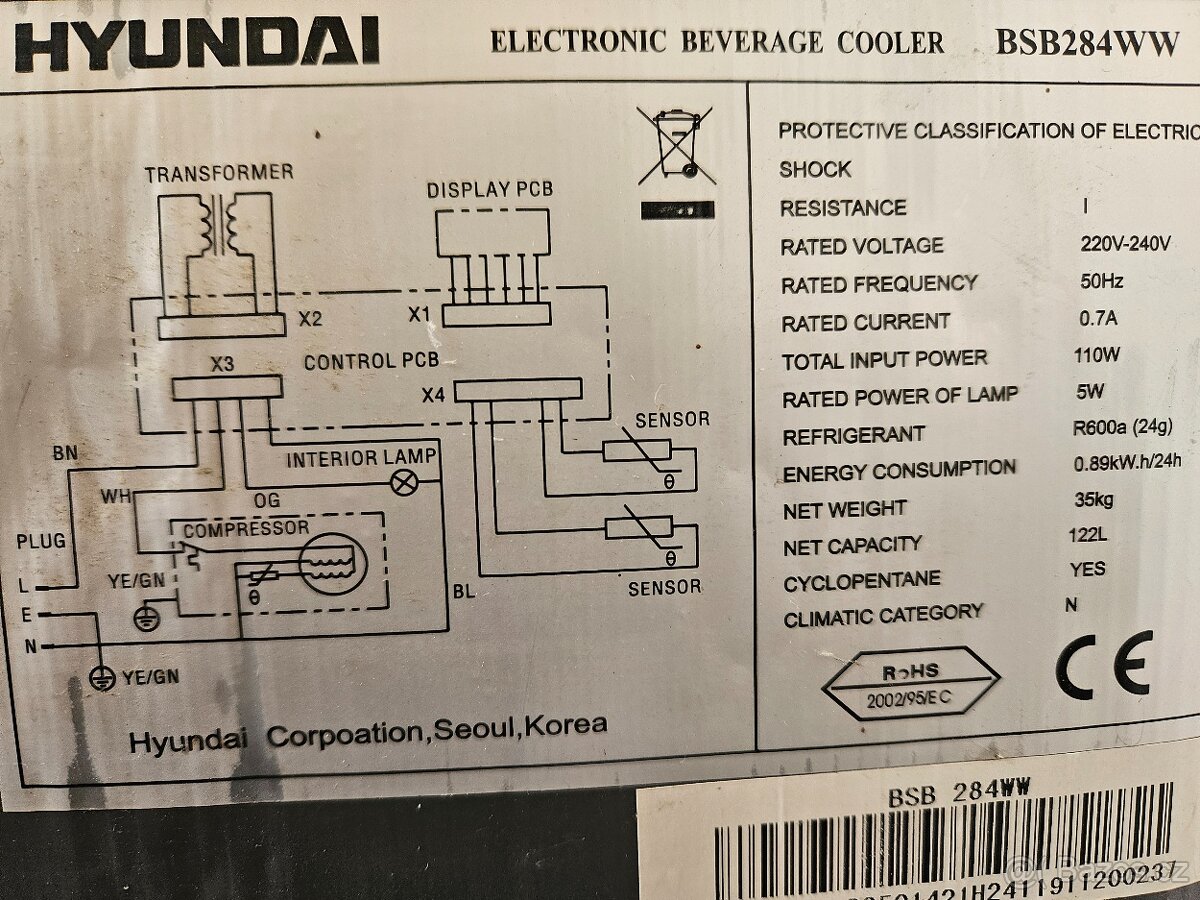 HYUNDAI ELECTRONIC BEVERAGE COOLER BSB284WW
TRANSFORMER
DISPLAY PCB
X2
X1
X3
CONTROL PCB
X4
SENSOR
BN
INTERIOR LAMP
θ
WH
OG
COMPRESSOR
PLUG
L
YE/GN
θ
BL
θ
SENSOR
E
N
YE/GN
Hyundai Corpoation,Seoul,Korea
PROTECTIVE CLASSIFICATION OF ELECTRIC
SHOCK
RESISTANCE I
RATED VOLTAGE 220V-240V
RATED FREQUENCY 50Hz
RATED CURRENT 0.7A
TOTAL INPUT POWER 110W
RATED POWER OF LAMP 5W
REFRIGERANT R600a (24g)
ENERGY CONSUMPTION 0.89kW.h/24h
NET WEIGHT 35kg
NET CAPACITY 122L
CYCLOPENTANE YES
CLIMATIC CATEGORY N
RoHS
2002/95/EC
CE
BSB 284WW
Bazos.cz